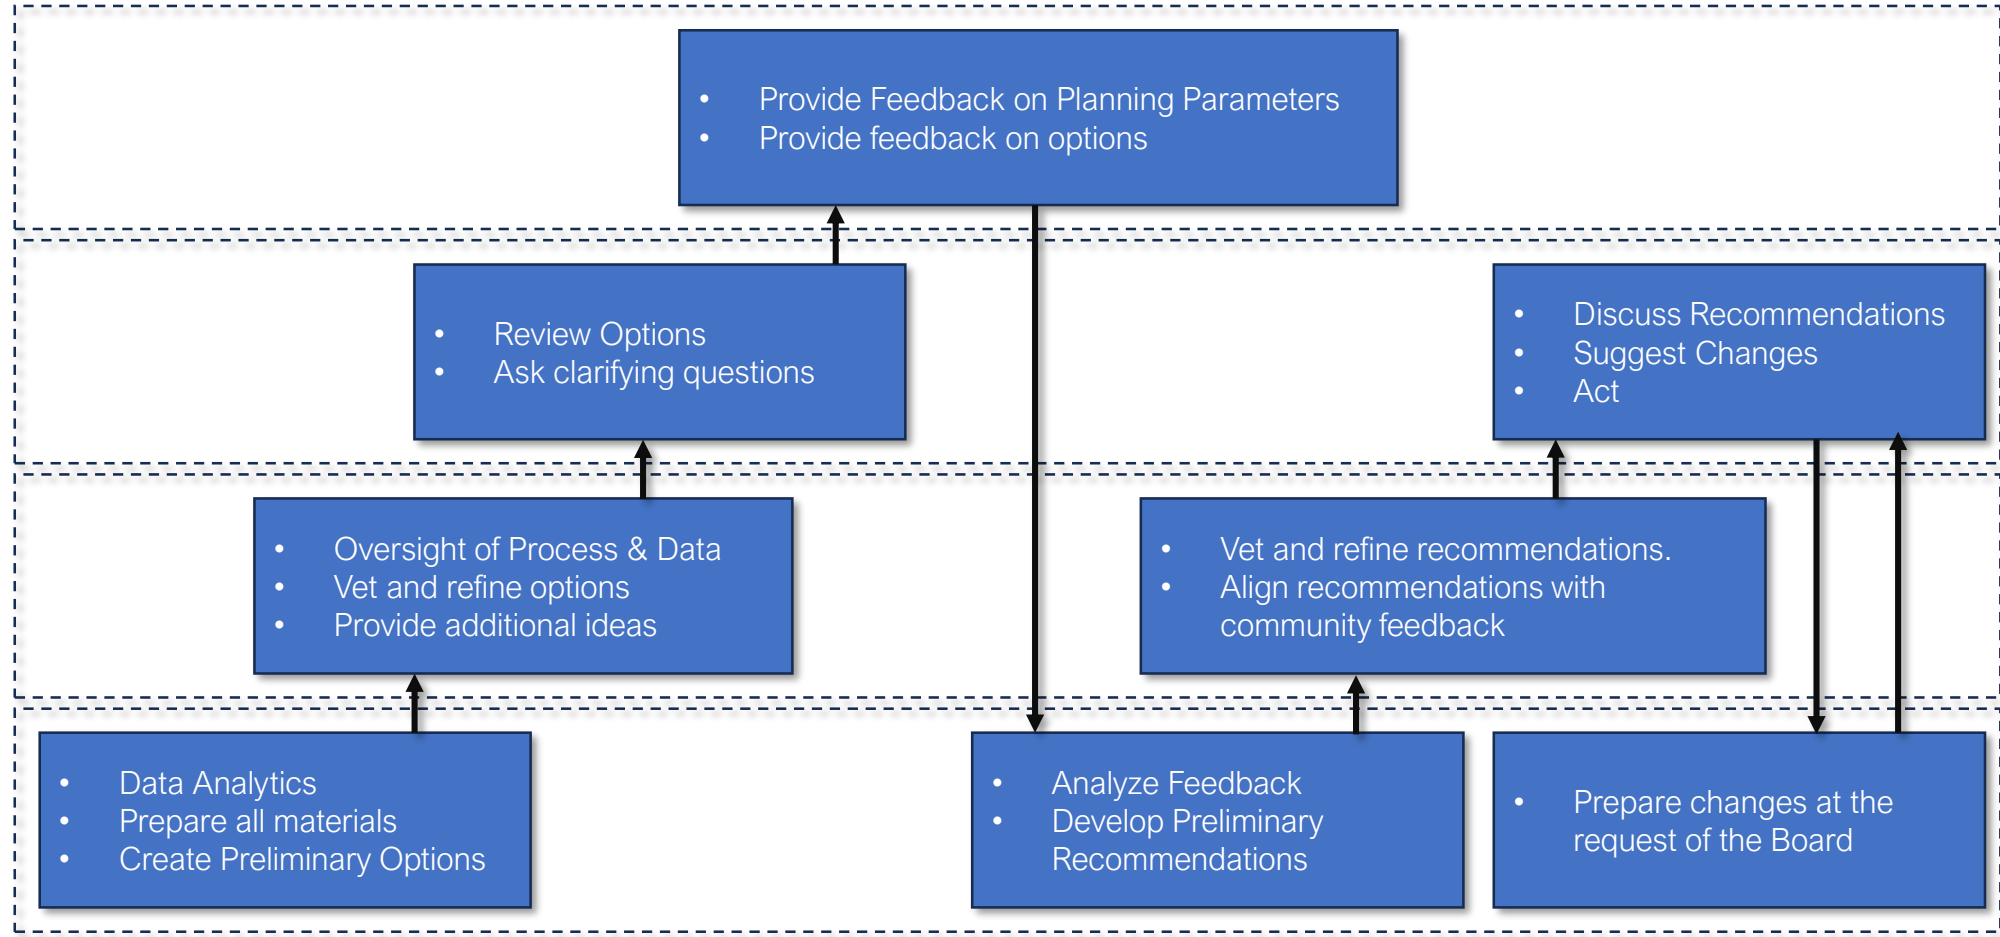 • Provide Feedback on Planning Parameters
• Provide feedback on options
• Review Options
• Ask clarifying questions
• Discuss Recommendations
• Suggest Changes
• Act
• Oversight of Process & Data
• Vet and refine options
• Provide additional ideas
• Vet and refine recommendations.
• Align recommendations with
community feedback
• Data Analytics
• Prepare all materials
• Create Preliminary Options
• Analyze Feedback
• Develop Preliminary
Recommendations
• Prepare changes at the
request of the Board